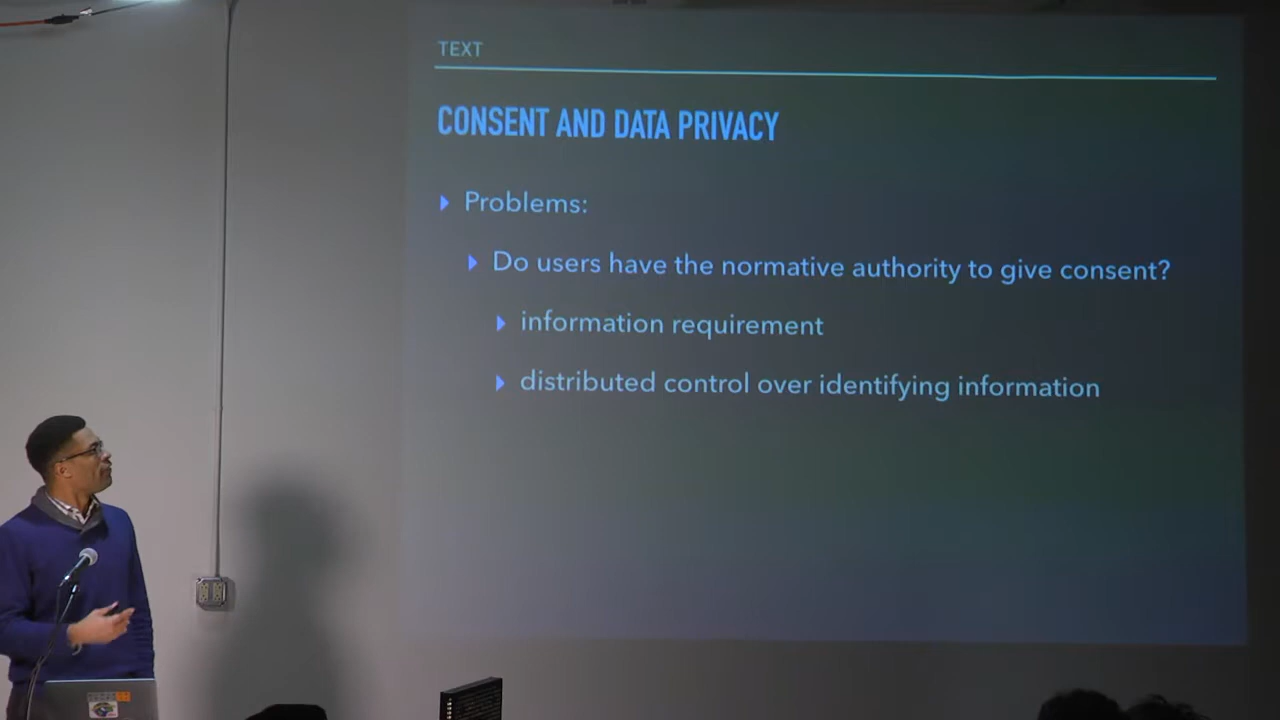 TEXT
CONSENT AND DATA PRIVACY
Problems:
Do users have the normative authority to give consent?
information requirement
distributed control over identifying information